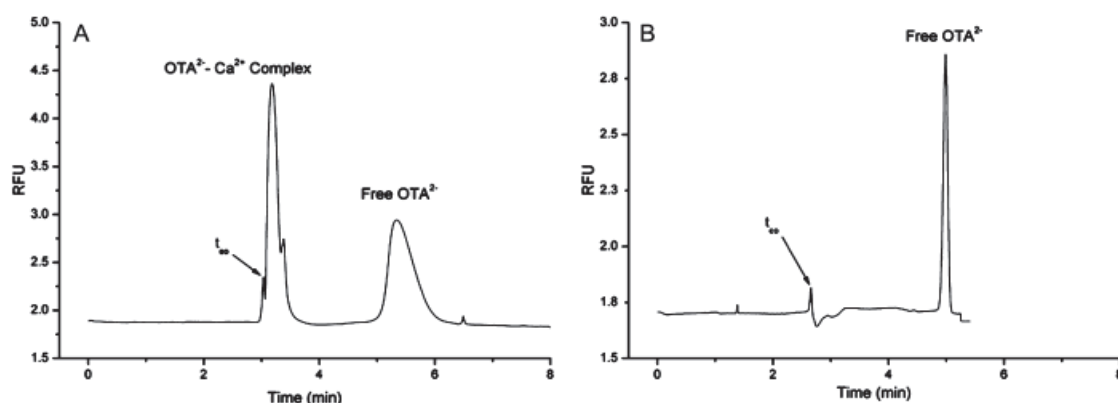 A
OTA²⁻- Ca²⁺ Complex
Free OTA²⁻
t
RFU
5.0
4.5
4.0
3.5
3.0
2.5
2.0
1.5
0 2 4 6 8
Time (min)
B
Free OTA²⁻
t
RFU
3.0
2.8
2.5
2.3
2.0
1.8
1.5
0 2 4 6 8
Time (min)